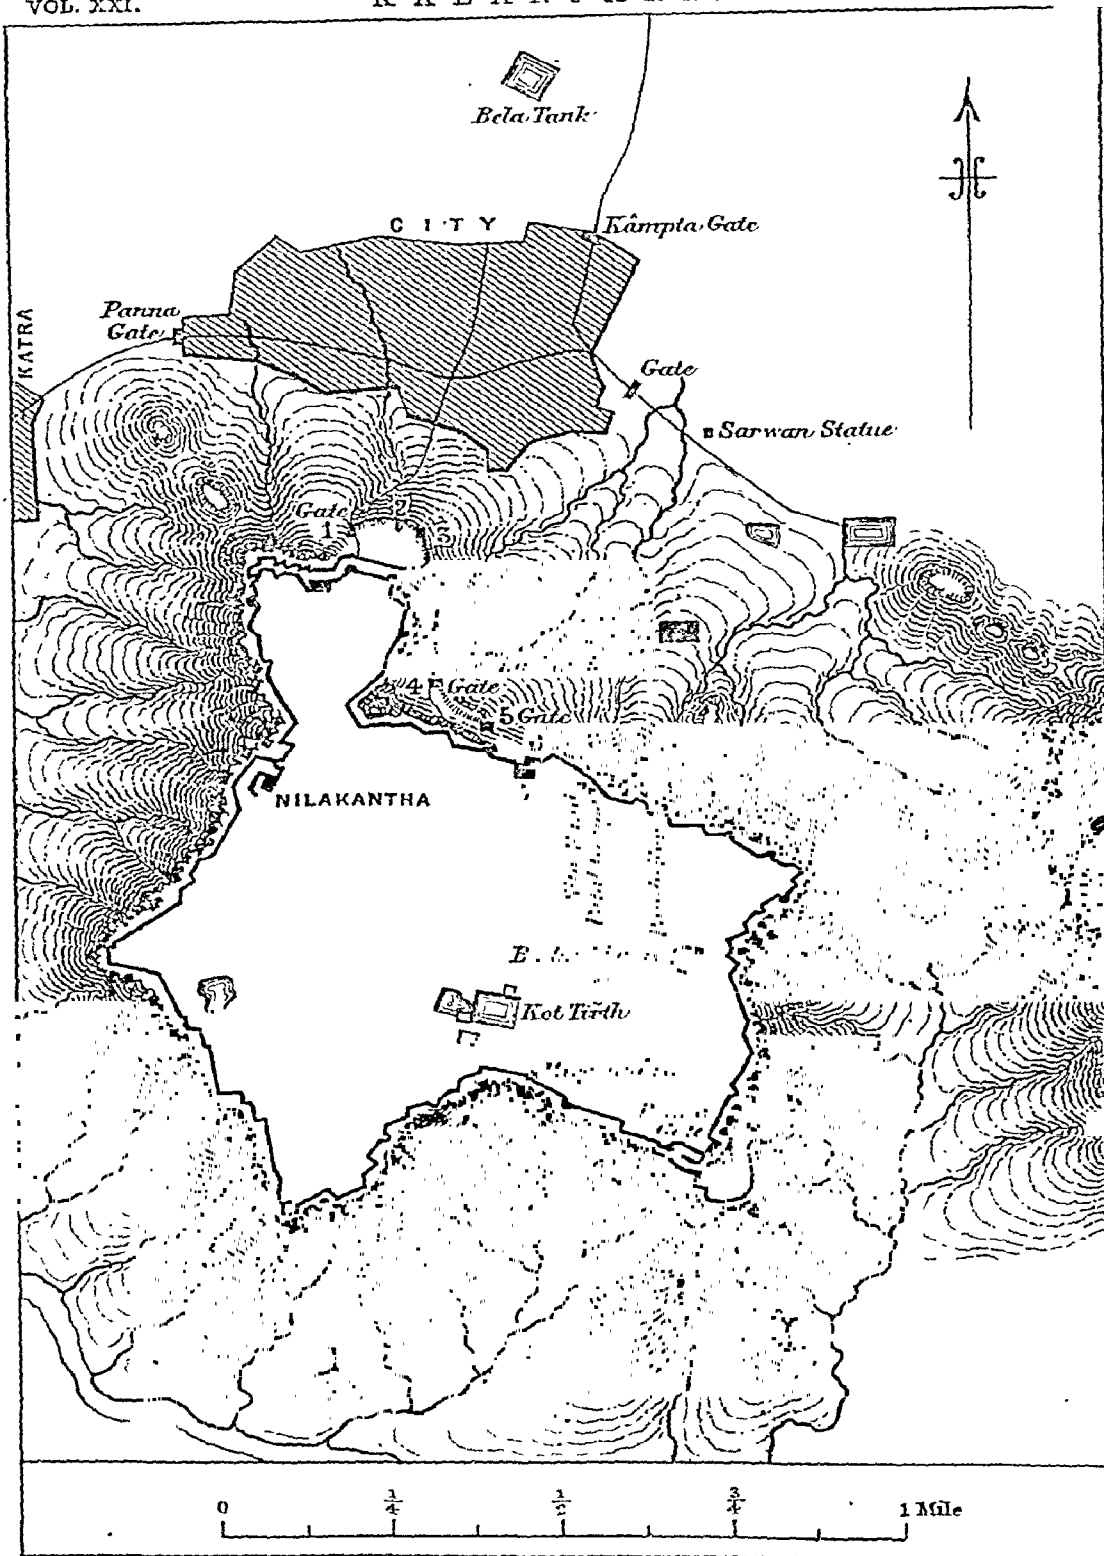 VOL. XXI.
Bela Tank
CITY
Kâmpta Gate
Panna
Gate
KATRA
Gate
Sarwan Statue
Gate
1
2
3
4 Gate
5 Gate
NILAKANTHA
Kot Tirth
0 1/4 1/2 3/4 1 Mile